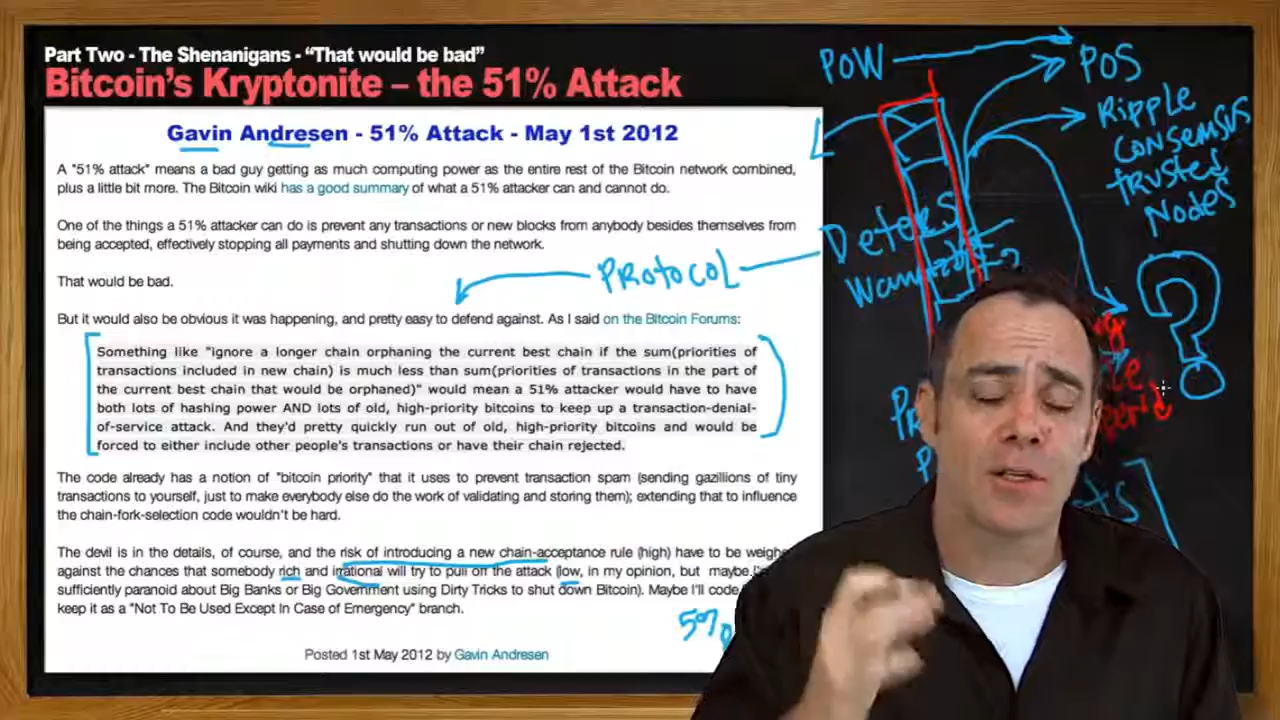 Part Two - The Shenanigans - “That would be bad”
Bitcoin's Kryptonite – the 51% Attack
Gavin Andresen - 51% Attack - May 1st 2012
A "51% attack" means a bad guy getting as much computing power as the entire rest of the Bitcoin network combined,
plus a little bit more. The Bitcoin wiki has a good summary of what a 51% attacker can and cannot do.
One of the things a 51% attacker can do is prevent any transactions or new blocks from anybody besides themselves from
being accepted, effectively stopping all payments and shutting down the network.
That would be bad.
But it would also be obvious it was happening, and pretty easy to defend against. As I said on the Bitcoin Forums:
Something like "ignore a longer chain orphaning the current best chain if the sum(priorities of
transactions included in new chain) is much less than sum(priorities of transactions in the part of
the current best chain that would be orphaned)" would mean a 51% attacker would have to have
both lots of hashing power AND lots of old, high-priority bitcoins to keep up a transaction-denial-
of-service attack. And they'd pretty quickly run out of old, high-priority bitcoins and would be
forced to either include other people's transactions or have their chain rejected.
The code already has a notion of "bitcoin priority" that it uses to prevent transaction spam (sending gazillions of tiny
transactions to yourself, just to make everybody else do the work of validating and storing them); extending that to influence
the chain-fork-selection code wouldn't be hard.
The devil is in the details, of course, and the risk of introducing a new chain-acceptance rule (high) have to be weighe
against the chances that somebody rich and irrational will try to pull off the attack (low, in my opinion, but maybe
sufficiently paranoid about Big Banks or Big Government using Dirty Tricks to shut down Bitcoin). Maybe I'll code
keep it as a "Not To Be Used Except In Case of Emergency" branch.
Posted 1st May 2012 by Gavin Andresen
PROTOCOL
POW
POS
Ripple
Consensus
trusted
Nodes
?